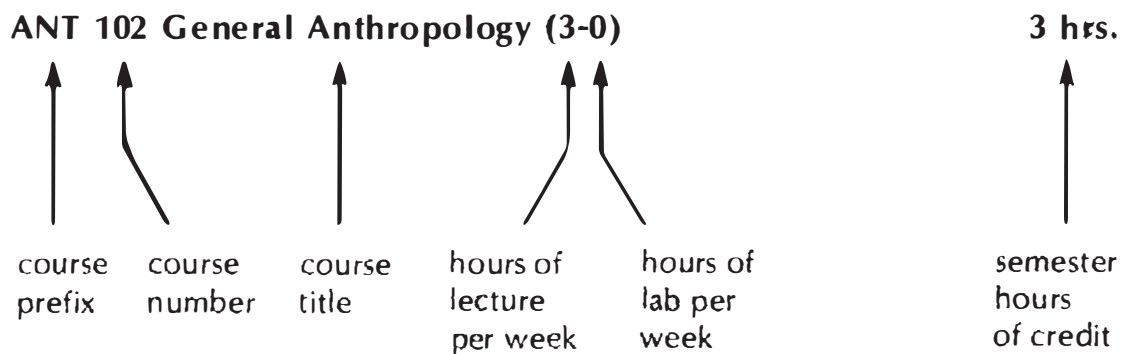 ANT 102 General Anthropology (3-0) 3 hrs.
course prefix
course number
course title
hours of lecture per week
hours of lab per week
semester hours of credit